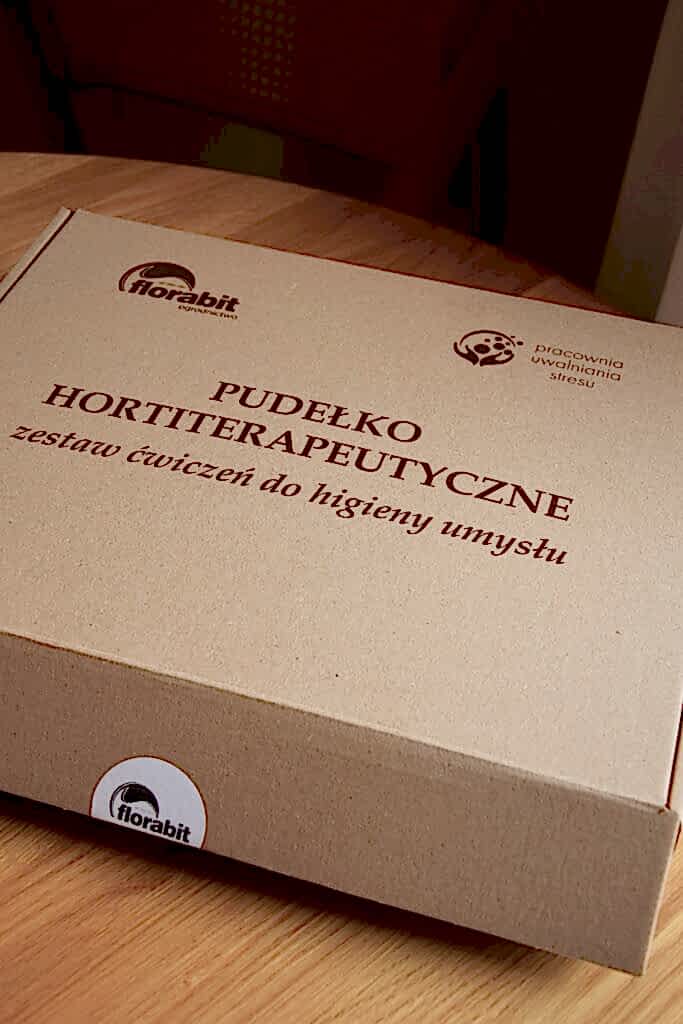 florabit
ogrodnictwo
pracownia
uwalniania
stresu
PUDEŁKO
HORTITERAPEUTYCZNE
zestaw ćwiczeń do higieny umysłu
florabit